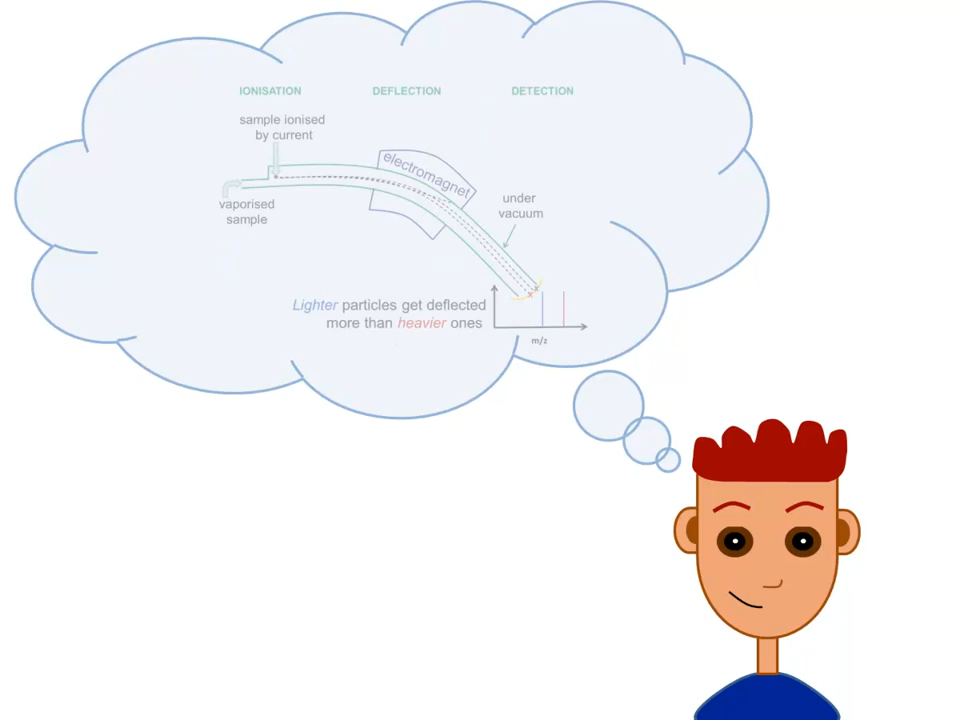 IONISATION DEFLECTION DETECTION
sample ionised
by current
electromagnet
vaporised
sample
under
vacuum
Lighter particles get deflected
more than heavier ones
m/z